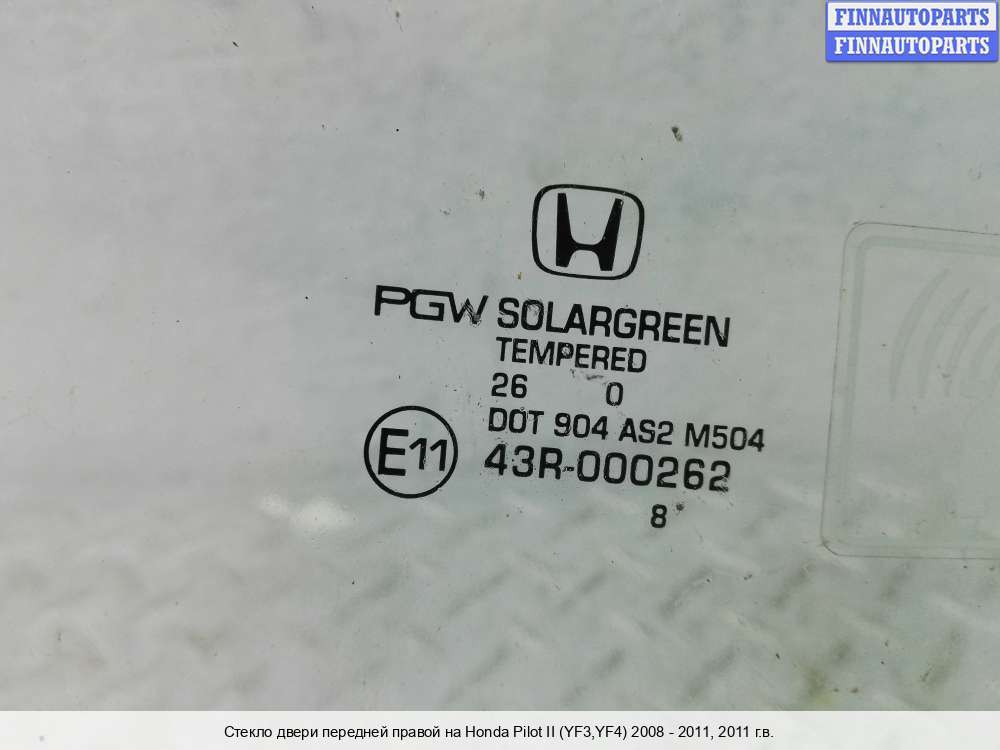 FINNAUTOPARTS
FINNAUTOPARTS
PGW SOLARGREEN
TEMPERED
26 0
DOT 904 AS2 M504
E11 43R-000262
8
Стекло двери передней правой на Honda Pilot II (YF3,YF4) 2008 - 2011, 2011 г.в.